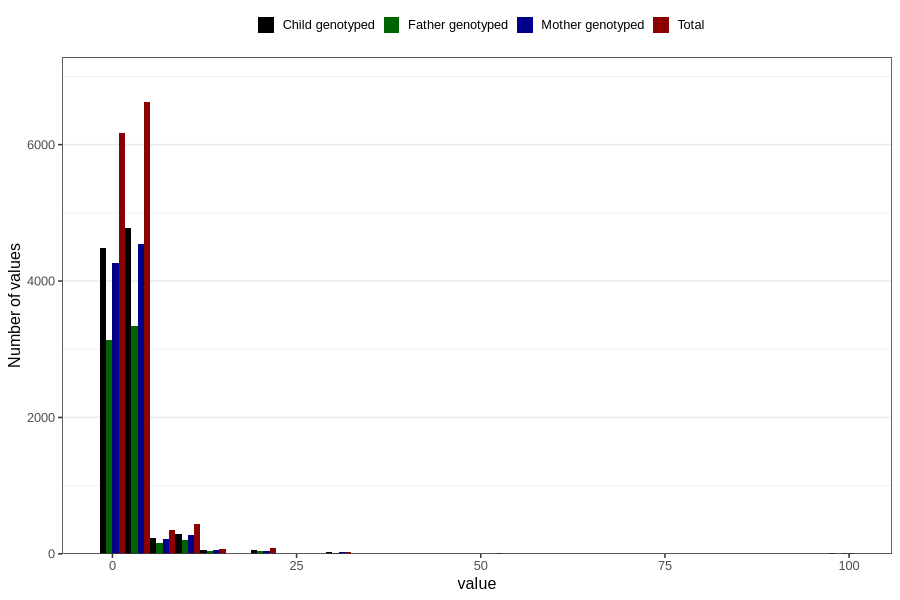 Child genotyped Father genotyped Mother genotyped Total
Number of values
6000
4000
2000
0
0 25 50 75 100
value